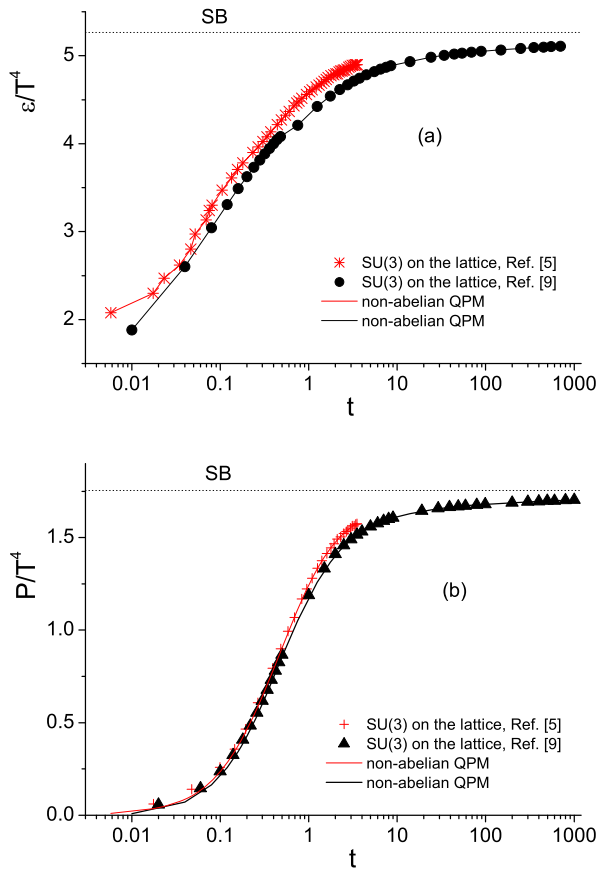 SB
5
4
3
2
ε/T⁴
(a)
SU(3) on the lattice, Ref. [5]
SU(3) on the lattice, Ref. [9]
non-abelian QPM
non-abelian QPM
0.01 0.1 1 10 100 1000
t
SB
1.5
1.0
0.5
0.0
P/T⁴
(b)
SU(3) on the lattice, Ref. [5]
SU(3) on the lattice, Ref. [9]
non-abelian QPM
non-abelian QPM
0.01 0.1 1 10 100 1000
t